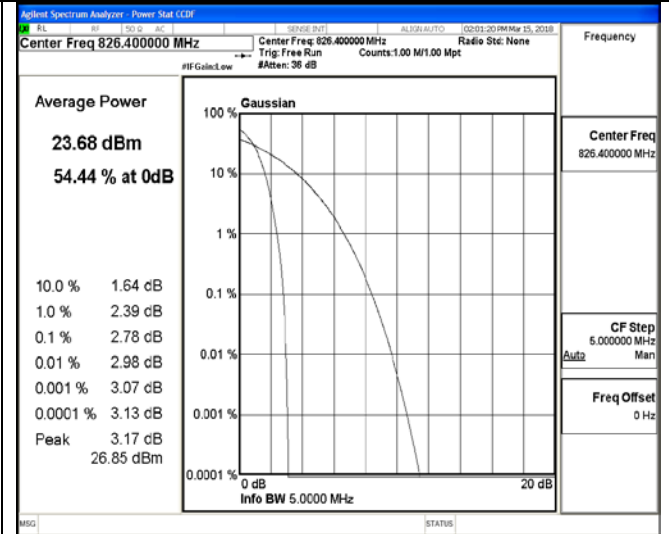 Agilent Spectrum Analyzer - Power Stat CCDF
RL RF 50 Ω AC SENSE:INT ALIGN AUTO 02:01:20 PM Mar 15, 2018
Center Freq 826.400000 MHz
Center Freq: 826.400000 MHz Radio Std: None
Trig: Free Run Counts:1.00 M/1.00 Mpt
#IFGain:Low #Atten: 36 dB
Frequency
Average Power
23.68 dBm
54.44 % at 0dB
10.0 % 1.64 dB
1.0 % 2.39 dB
0.1 % 2.78 dB
0.01 % 2.98 dB
0.001 % 3.07 dB
0.0001 % 3.13 dB
Peak 3.17 dB
26.85 dBm
100 % Gaussian
10 %
1 %
0.1 %
0.01 %
0.001 %
0.0001 %
0 dB 20 dB
Info BW 5.0000 MHz
Center Freq
826.400000 MHz
CF Step
5.000000 MHz
Auto Man
Freq Offset
0 Hz
MSG STATUS